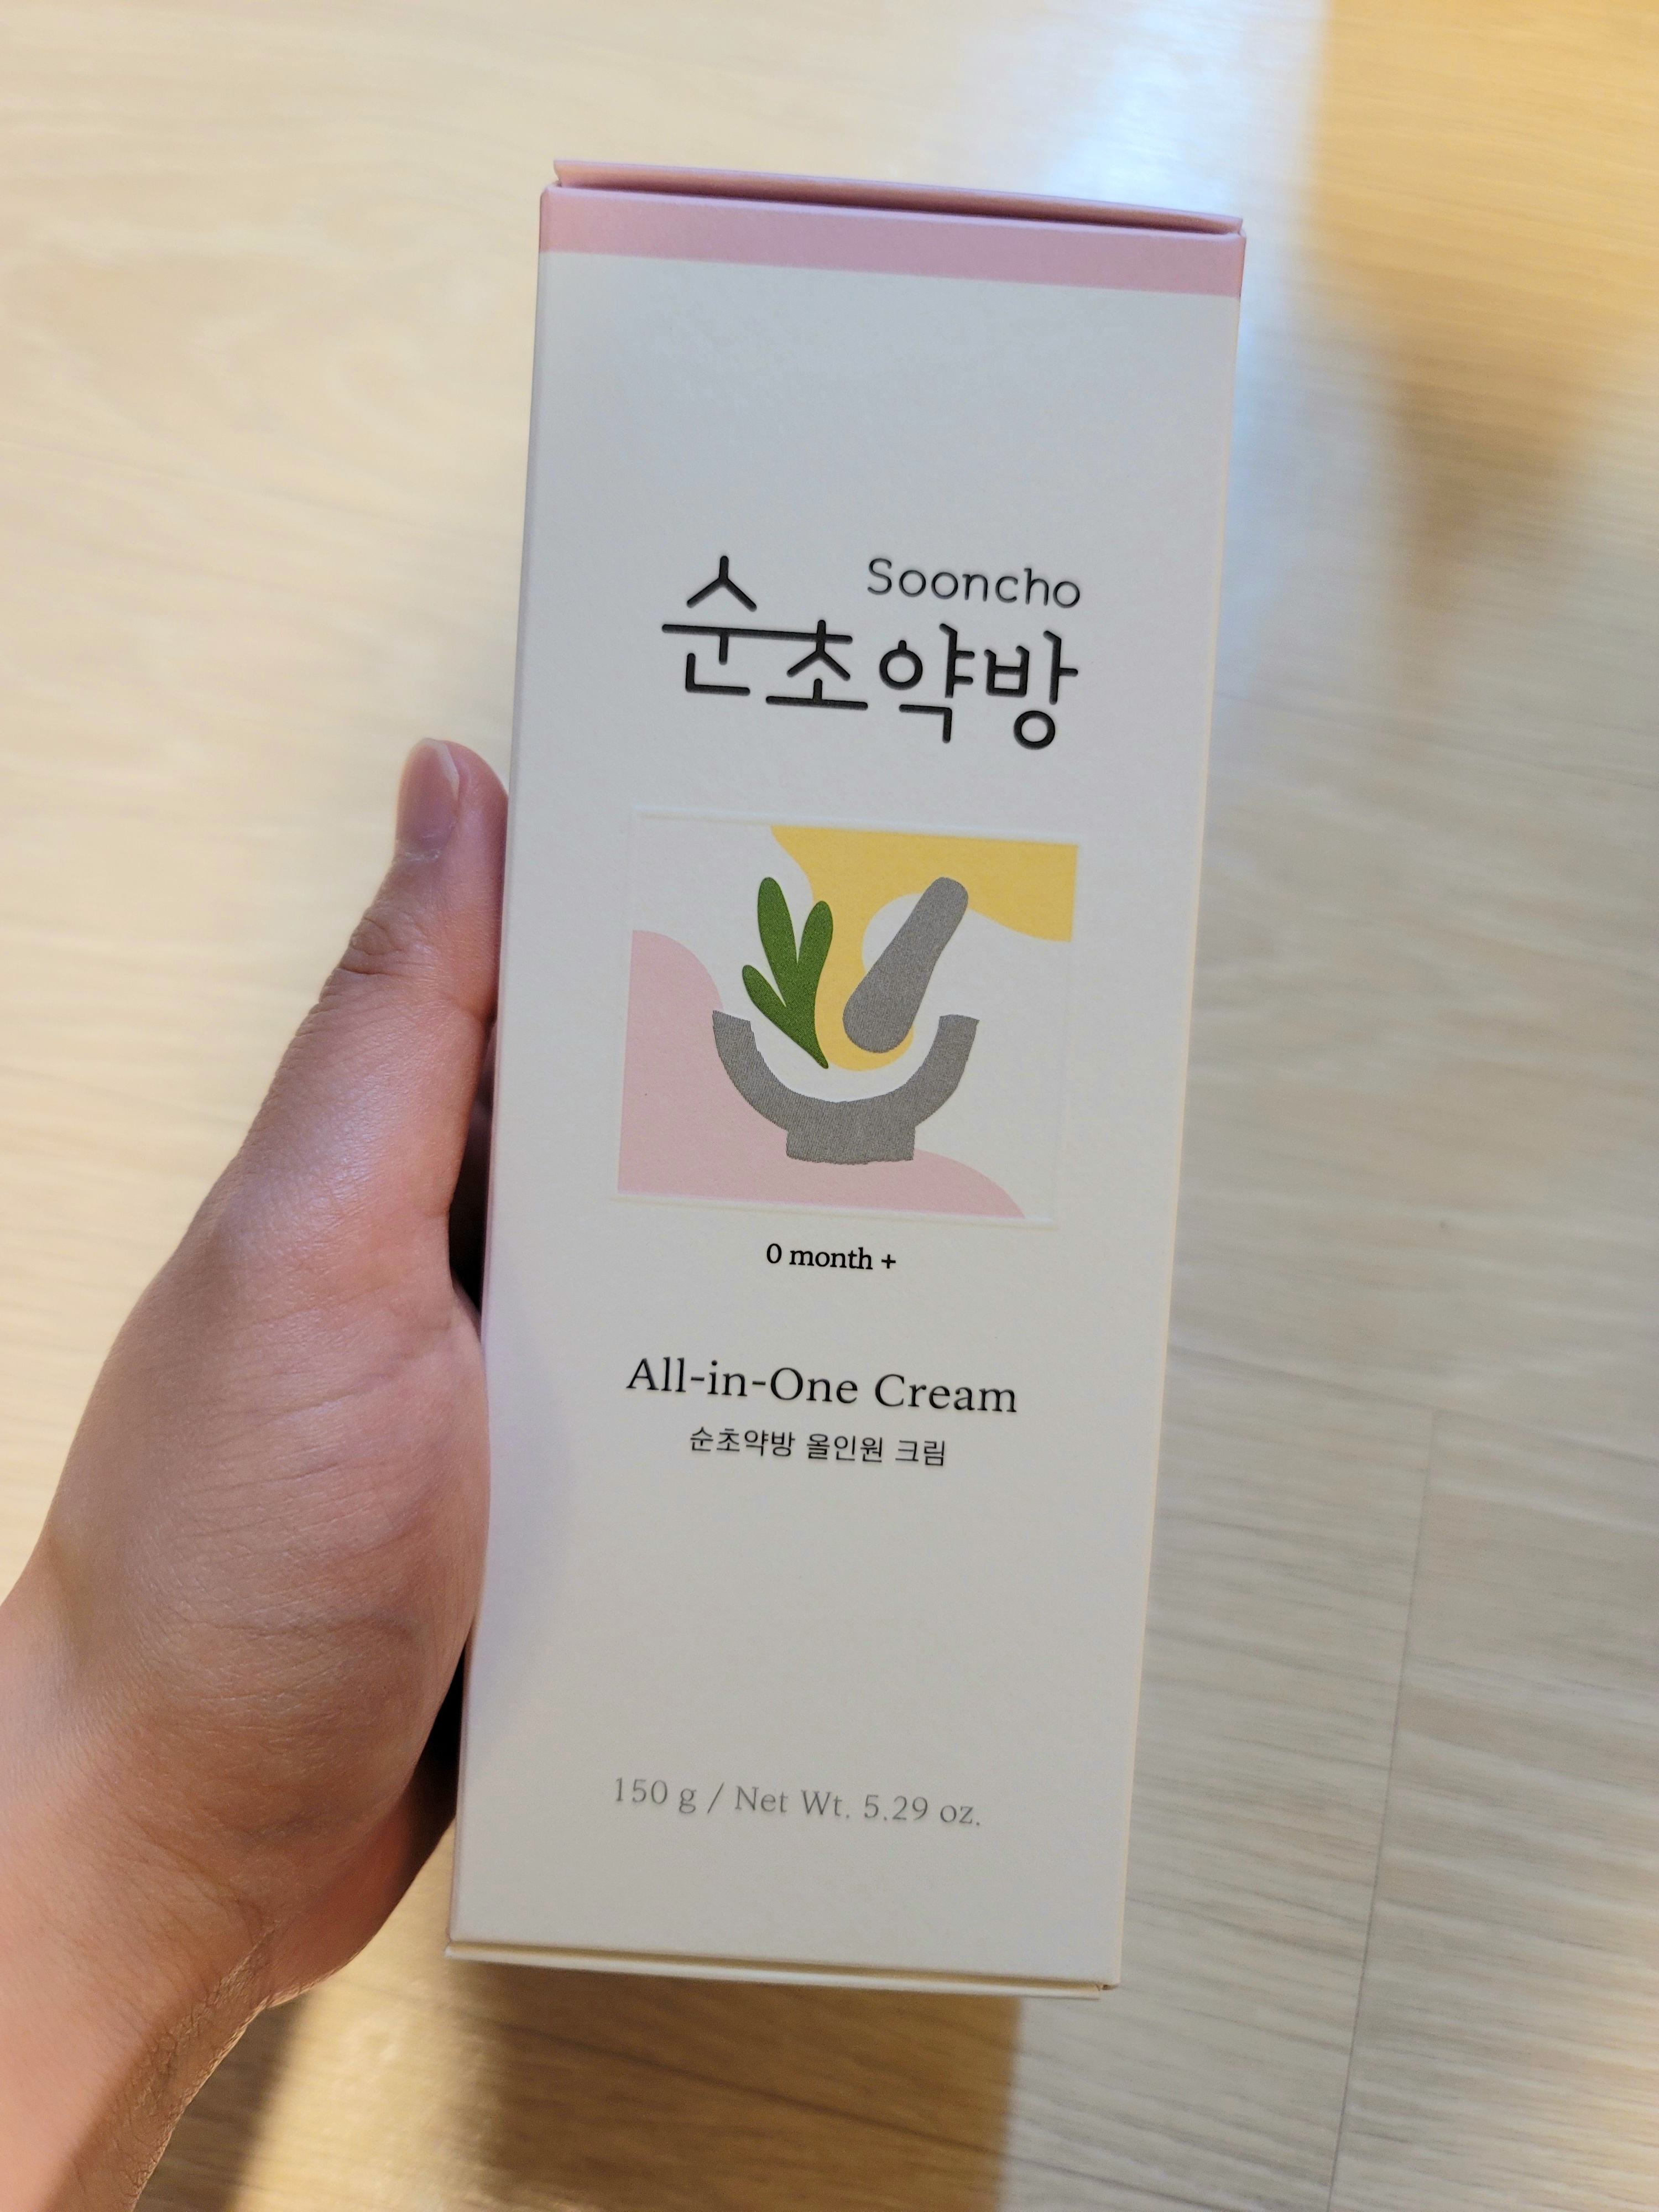 Sooncho
순초약방
0 month +
All-in-One Cream
순초약방 올인원 크림
150 g / Net Wt. 5.29 oz.